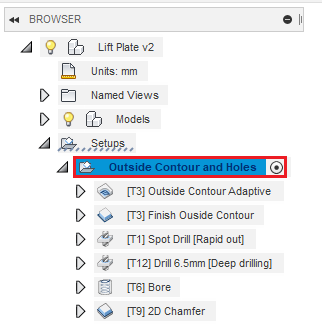 BROWSER
Lift Plate v2
Units: mm
Named Views
Models
Setups
Outside Contour and Holes
[T3] Outside Contour Adaptive
[T3] Finish Ouside Contour
[T1] Spot Drill [Rapid out]
[T12] Drill 6.5mm [Deep drilling]
[T6] Bore
[T9] 2D Chamfer